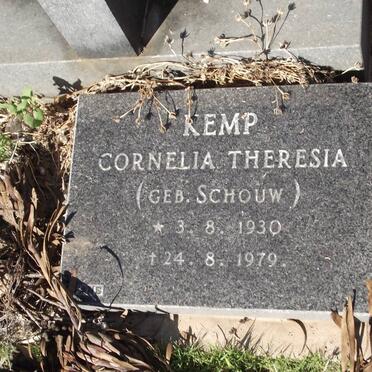 KEMP
CORNELIA THERESIA
(GEB. SCHOUW)
* 3. 8. 1930
† 24. 8. 1979.